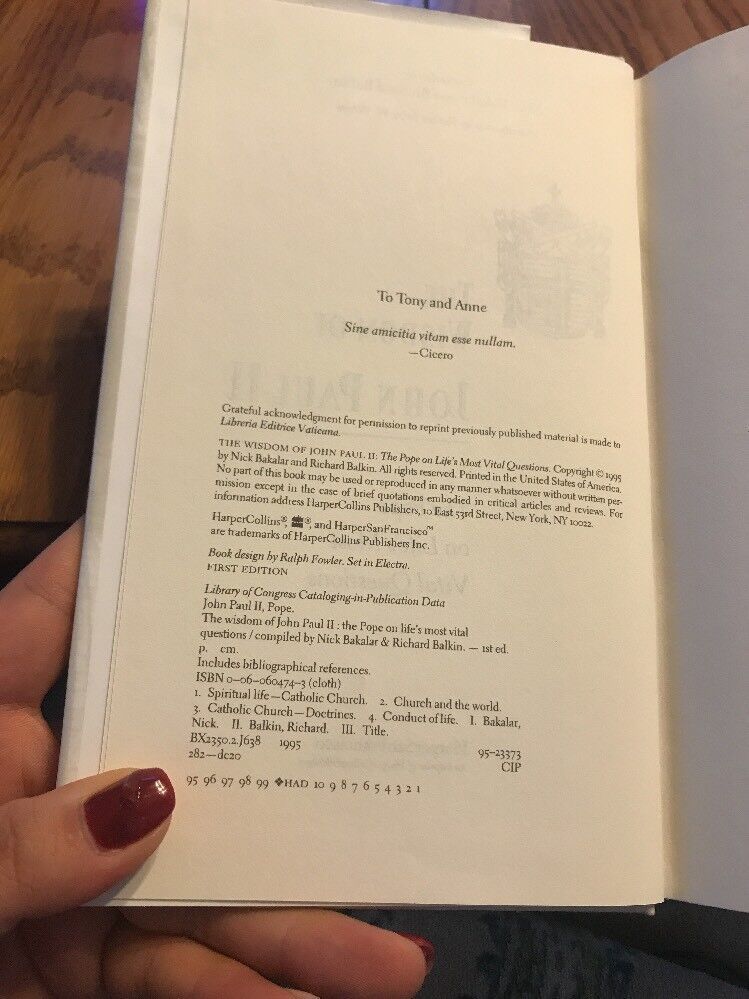 To Tony and Anne
Sine amicitia vitam esse nullam.
—Cicero
Grateful acknowledgment for permission to reprint previously published material is made to
Libreria Editrice Vaticana.
THE WISDOM OF JOHN PAUL II: The Pope on Life's Most Vital Questions. Copyright © 1995
by Nick Bakalar and Richard Balkin. All rights reserved. Printed in the United States of America.
No part of this book may be used or reproduced in any manner whatsoever without written per-
mission except in the case of brief quotations embodied in critical articles and reviews. For
information address HarperCollins Publishers, 10 East 53rd Street, New York, NY 10022.
HarperCollins®, ®, and HarperSanFrancisco™
are trademarks of HarperCollins Publishers Inc.
Book design by Ralph Fowler. Set in Electra.
FIRST EDITION
Library of Congress Cataloging-in-Publication Data
John Paul II, Pope.
The wisdom of John Paul II : the Pope on life's most vital
questions / compiled by Nick Bakalar & Richard Balkin. — 1st ed.
p. cm.
Includes bibliographical references.
ISBN 0-06-060474-3 (cloth)
1. Spiritual life—Catholic Church. 2. Church and the world.
3. Catholic Church—Doctrines. 4. Conduct of life. I. Bakalar,
Nick. II. Balkin, Richard. III. Title.
BX2350.2.J638 1995 95-23373
282—dc20 CIP
95 96 97 98 99 ❖HAD 10 9 8 7 6 5 4 3 2 1